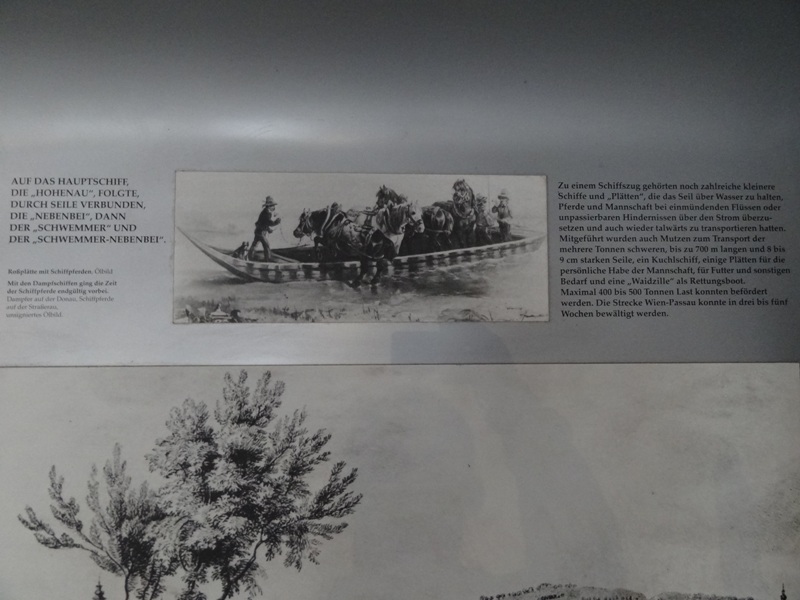 AUF DAS HAUPTSCHIFF,
DIE „HOHENAU“, FOLGTE,
DURCH SEILE VERBUNDEN,
DIE „NEBENBEI“, DANN
DER „SCHWEMMER“ UND
DER „SCHWEMMER-NEBENBEI“.
Roßplätte mit Schiffpferden, Ölbild
Mit den Dampfschiffen ging die Zeit
der Schiffpferde endgültig vorbei.
Dampfer auf der Donau, Schiffpferde
auf der Straße
unsigniertes Ölbild.
Zu einem Schiffszug gehörten noch zahlreiche kleinere
Schiffe und „Plätten“, die das Seil über Wasser zu halten,
Pferde und Mannschaft bei einmündenden Flüssen oder
unpassierbaren Hindernissen über den Strom überzu-
setzen und auch wieder talwärts zu transportieren hatten.
Mitgeführt wurden auch Mutzen zum Transport der
mehrere Tonnen schweren, bis zu 700 m langen und 8 bis
9 cm starken Seile, ein Kuchlschiff, einige Plätten für die
persönliche Habe der Mannschaft, für Futter und sonstigen
Bedarf und eine „Waidzille“ als Rettungsboot.
Maximal 400 bis 500 Tonnen Last konnten befördert
werden. Die Strecke Wien-Passau konnte in drei bis fünf
Wochen bewältigt werden.